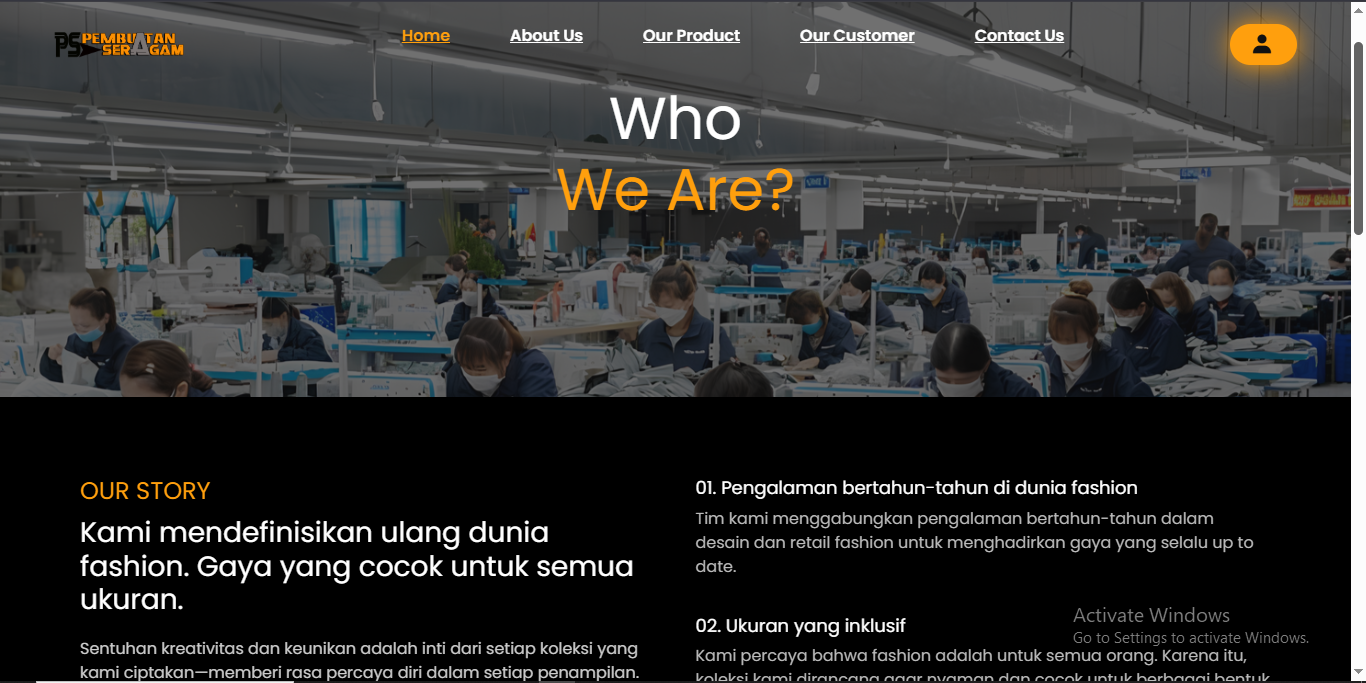 PS PEMBUATAN
SERAGAM
Home
About Us
Our Product
Our Customer
Contact Us
Who
We Are?
OUR STORY
Kami mendefinisikan ulang dunia
fashion. Gaya yang cocok untuk semua
ukuran.
Sentuhan kreativitas dan keunikan adalah inti dari setiap koleksi yang
kami ciptakan—memberi rasa percaya diri dalam setiap penampilan.
01. Pengalaman bertahun-tahun di dunia fashion
Tim kami menggabungkan pengalaman bertahun-tahun dalam
desain dan retail fashion untuk menghadirkan gaya yang selalu up to
date.
02. Ukuran yang inklusif
Kami percaya bahwa fashion adalah untuk semua orang. Karena itu,
koleksi kami dirancang agar nyaman dan cocok untuk berbagai bentuk
Activate Windows
Go to Settings to activate Windows.